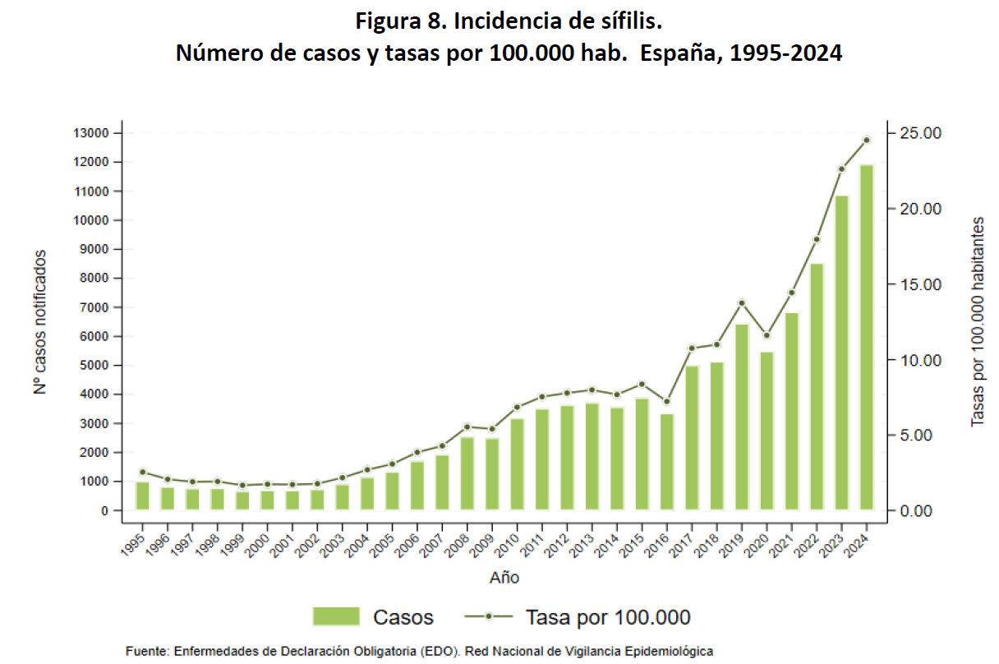 Figura 8. Incidencia de sífilis.
Número de casos y tasas por 100.000 hab.  España, 1995-2024
13000
12000
11000
10000
9000
8000
7000
6000
5000
4000
3000
2000
1000
0
Nº casos notificados
25.00
20.00
15.00
10.00
5.00
0.00
Tasas por 100.000 habitantes
1995 1996 1997 1998 1999 2000 2001 2002 2003 2004 2005 2006 2007 2008 2009 2010 2011 2012 2013 2014 2015 2016 2017 2018 2019 2020 2021 2022 2023 2024
Año
Casos Tasa por 100.000
Fuente: Enfermedades de Declaración Obligatoria (EDO). Red Nacional de Vigilancia Epidemiológica